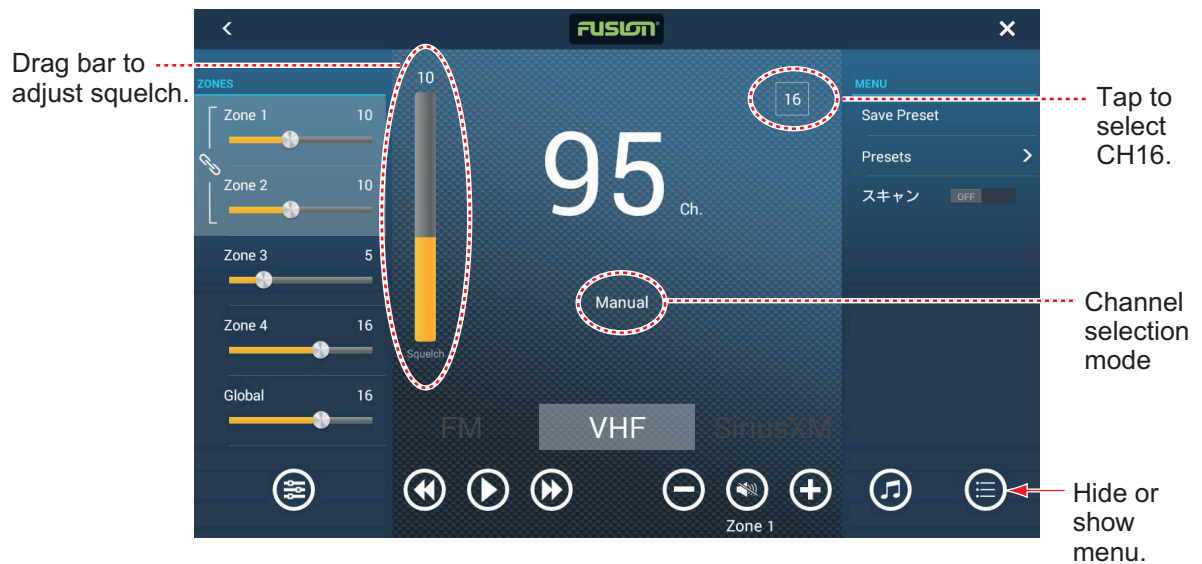 FUSION
Drag bar to
adjust squelch.
ZONES
Zone 1 10
Zone 2 10
Zone 3 5
Zone 4 16
Global 16
10
Squelch
16
95
Ch.
Manual
FM
VHF
SiriusXM
Zone 1
MENU
Save Preset
Presets
スキャン OFF
Tap to
select
CH16.
Channel
selection
mode
Hide or
show
menu.